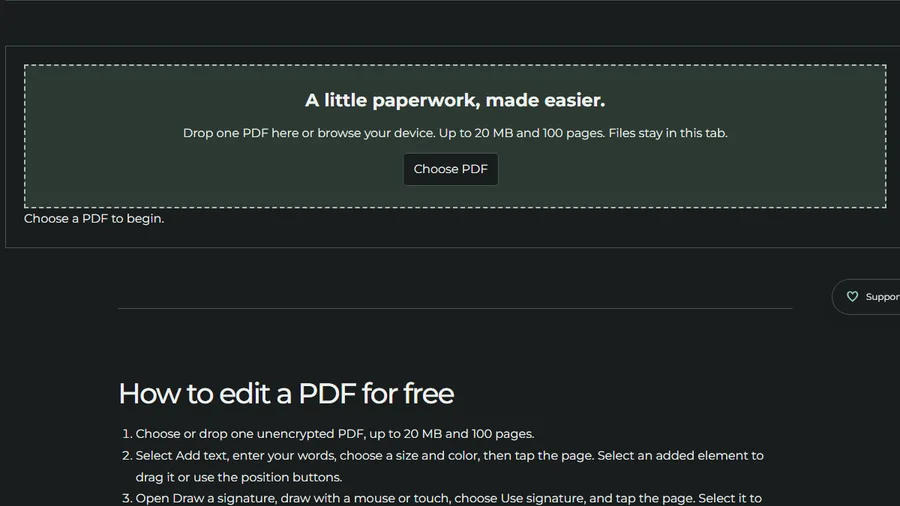 A little paperwork, made easier.
Drop one PDF here or browse your device. Up to 20 MB and 100 pages. Files stay in this tab.
Choose PDF
Choose a PDF to begin.
Suppor
How to edit a PDF for free
1. Choose or drop one unencrypted PDF, up to 20 MB and 100 pages.
2. Select Add text, enter your words, choose a size and color, then tap the page. Select an added element to
drag it or use the position buttons.
3. Open Draw a signature, draw with a mouse or touch, choose Use signature, and tap the page. Select it to